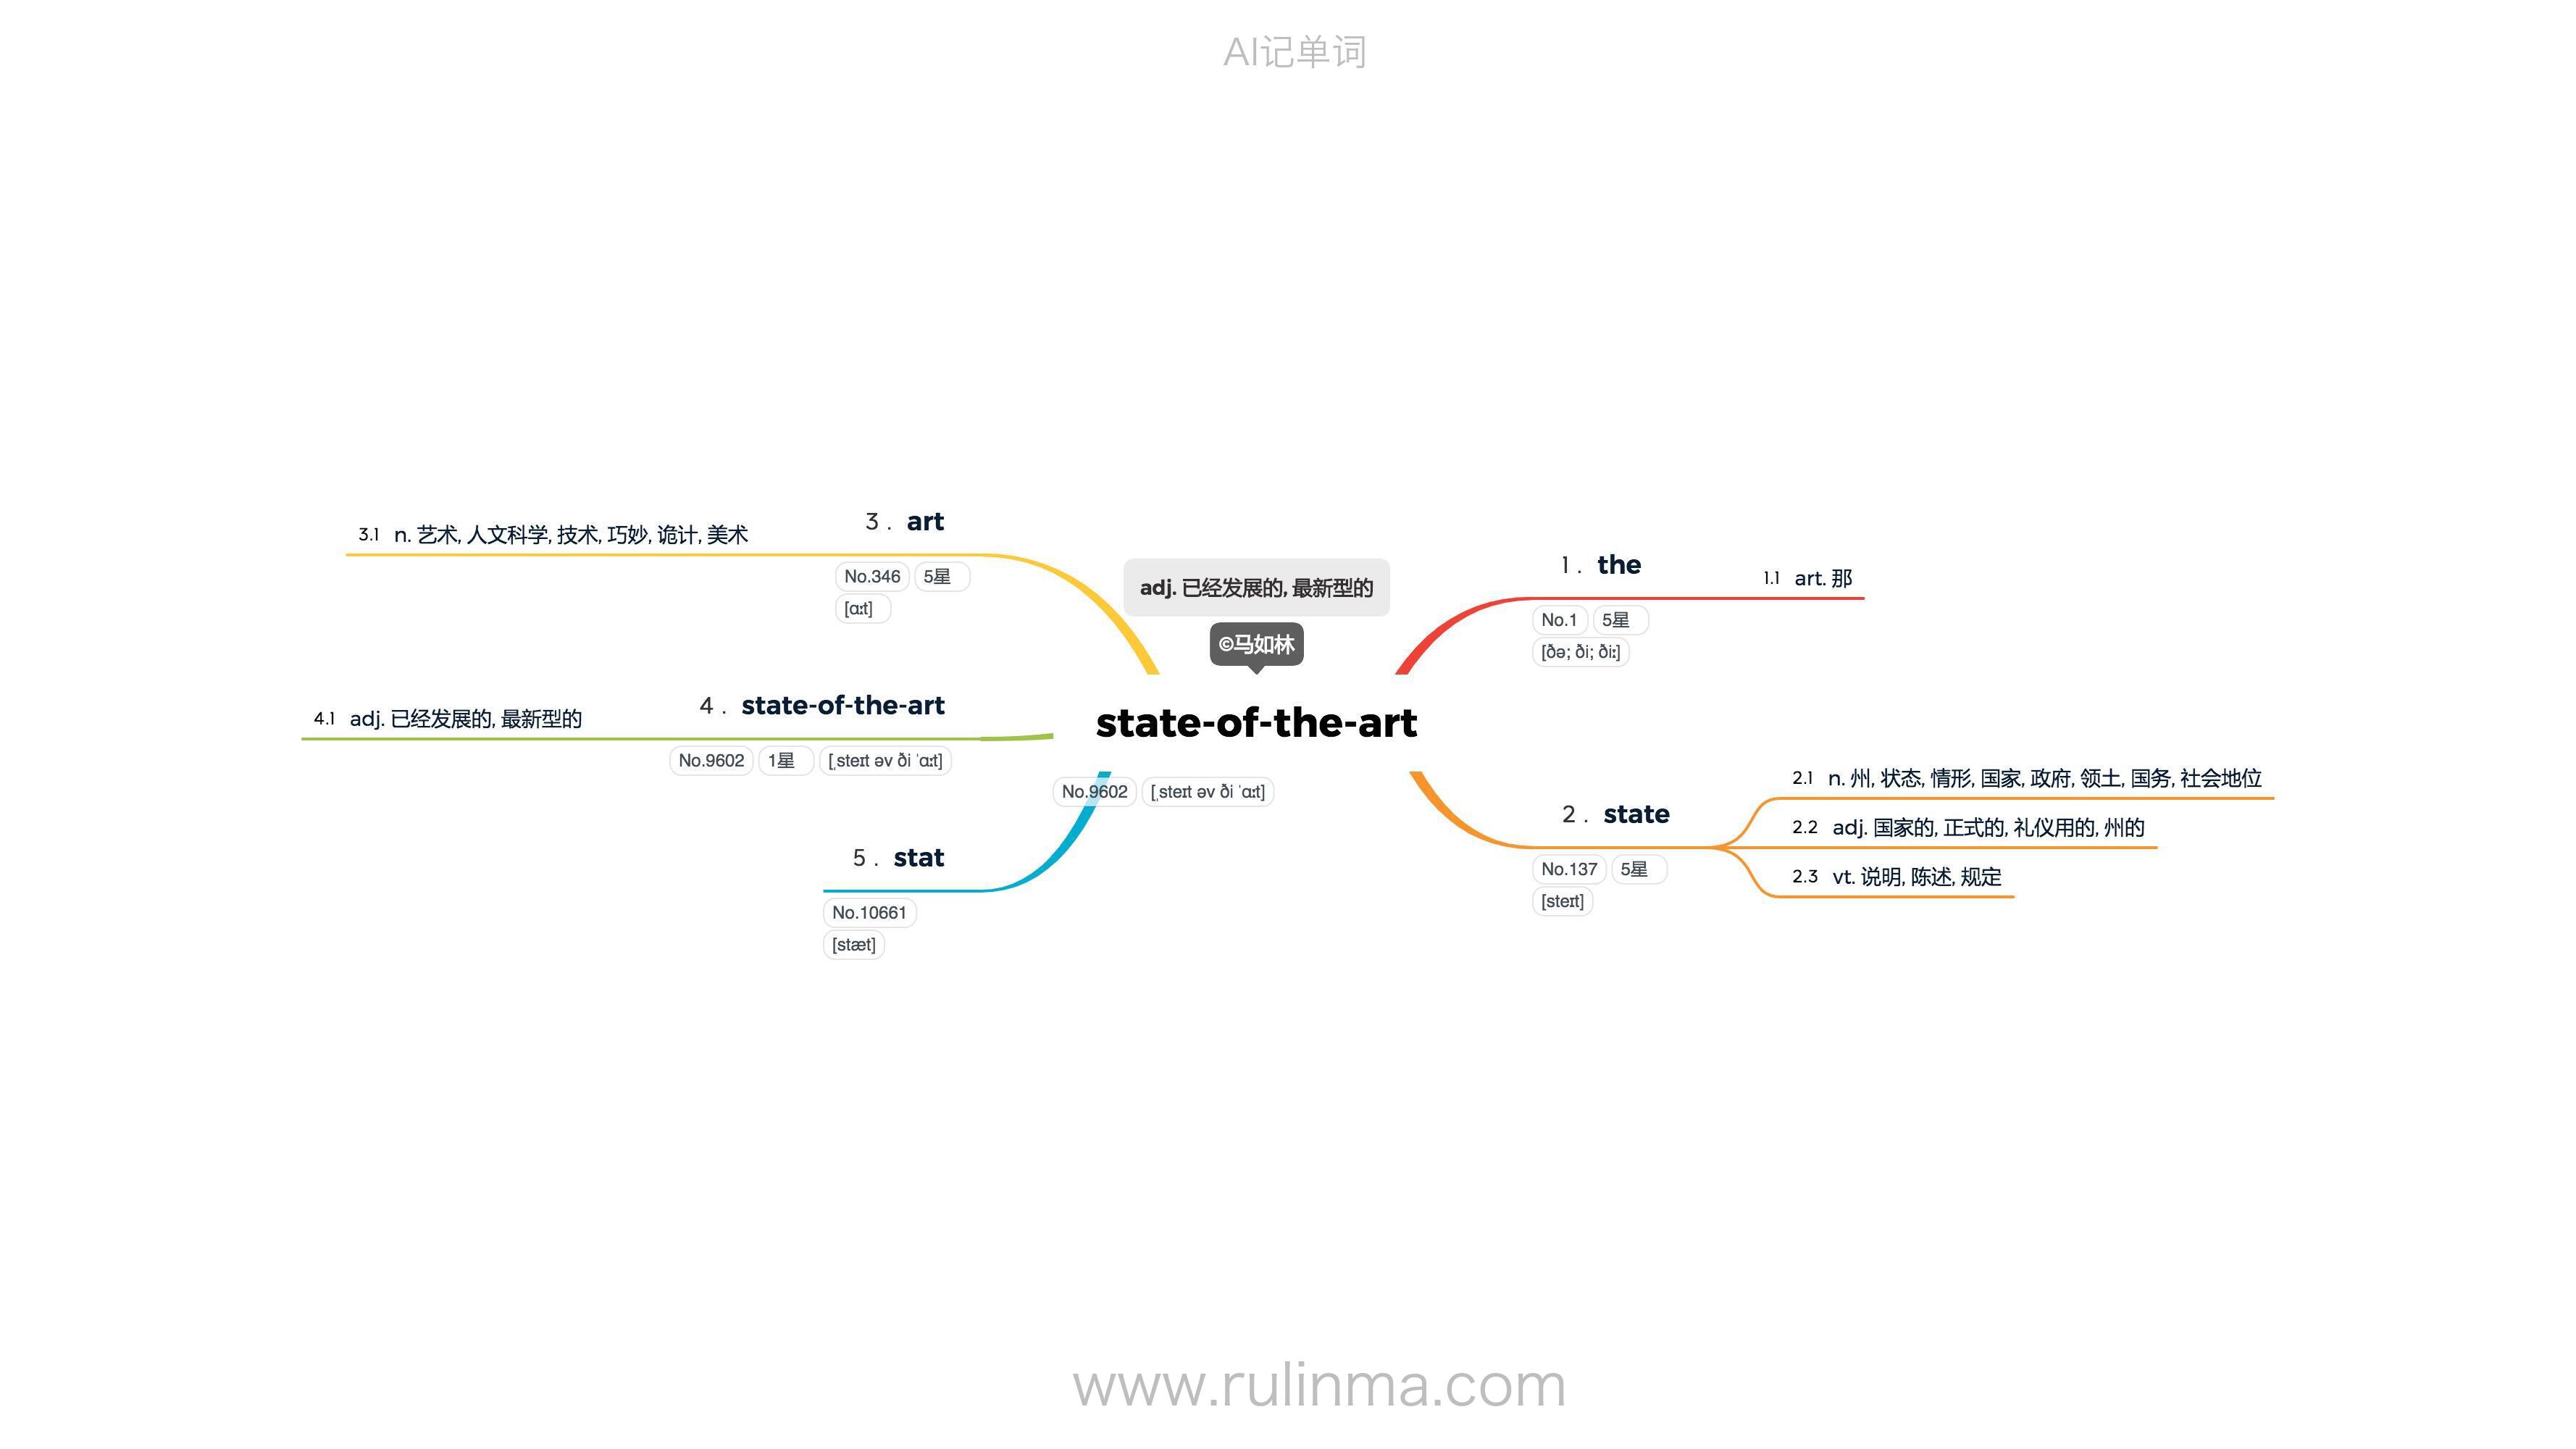 AI记单词
adj. 已经发展的, 最新型的
©马如林
state-of-the-art
No.9602 [ˌsteɪt əv ði ˈɑːt]
1. the
No.1 5星
[ðə; ði; ðiː]
1.1 art. 那
2. state
No.137 5星
[steɪt]
2.1 n. 州, 状态, 情形, 国家, 政府, 领土, 国务, 社会地位
2.2 adj. 国家的, 正式的, 礼仪用的, 州的
2.3 vt. 说明, 陈述, 规定
3. art
No.346 5星
[ɑːt]
3.1 n. 艺术, 人文科学, 技术, 巧妙, 诡计, 美术
4. state-of-the-art
No.9602 1星 [ˌsteɪt əv ði ˈɑːt]
4.1 adj. 已经发展的, 最新型的
5. stat
No.10661
[stæt]
www.rulinma.com